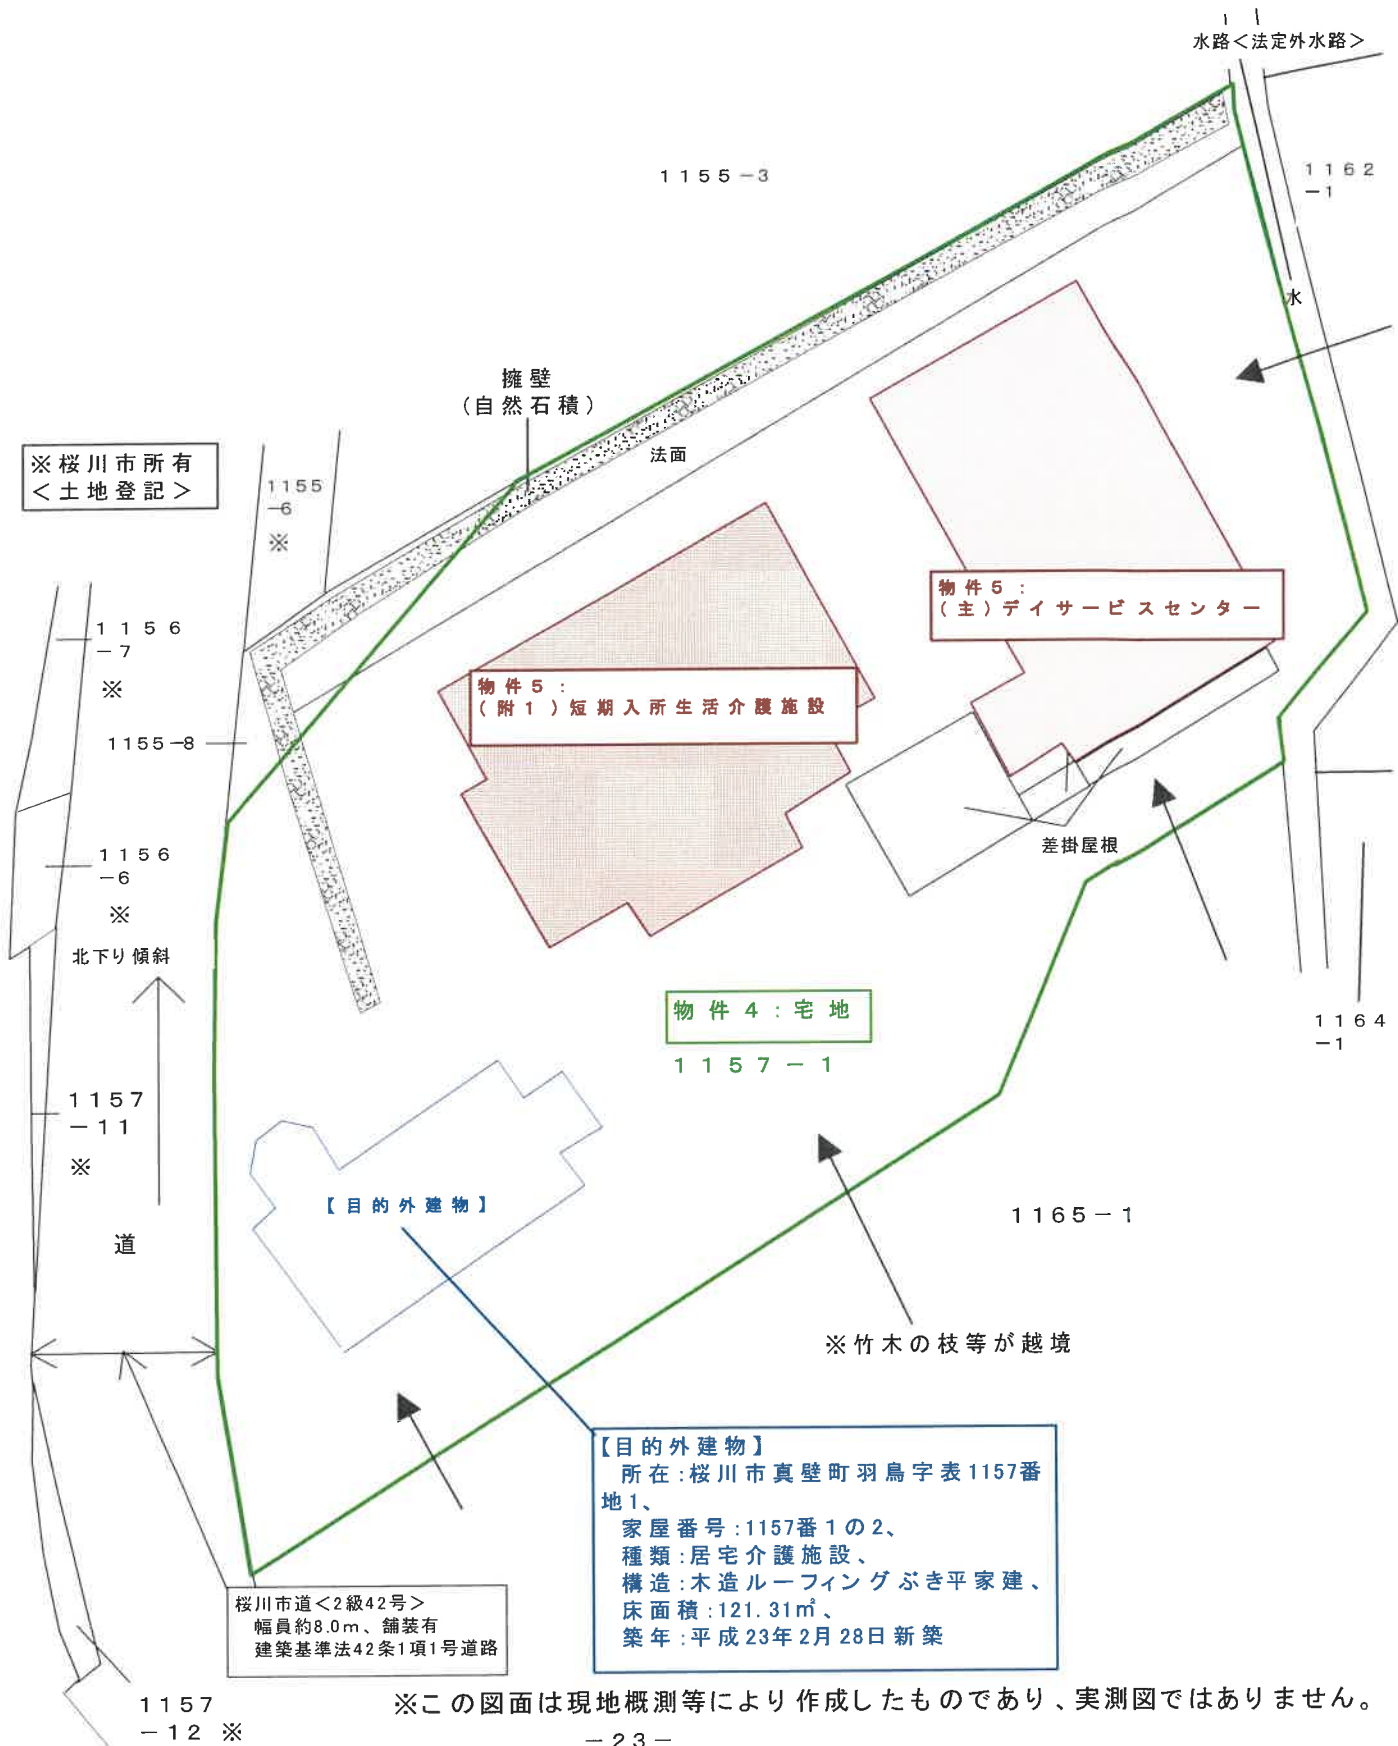 水路＜法定外水路＞
1155－3
1162
－1
水
擁壁
（自然石積）
法面
※桜川市所有
＜土地登記＞
1155
－6
※
物件5：
（主）デイサービスセンター
1156
－7
※
物件5：
（附1）短期入所生活介護施設
1155－8
差掛屋根
1156
－6
※
北下り傾斜
物件4：宅地
1157－1
1164
－1
1157
－11
※
【目的外建物】
1165－1
道
※竹木の枝等が越境
【目的外建物】
所在：桜川市真壁町羽鳥字表1157番
地1、
家屋番号：1157番1の2、
種類：居宅介護施設、
構造：木造ルーフィングぶき平家建、
床面積：121.31㎡、
築年：平成23年2月28日新築
桜川市道＜2級42号＞
幅員約8.0m、舗装有
建築基準法42条1項1号道路
1157
－12 ※
※この図面は現地概測等により作成したものであり、実測図ではありません。
－23－